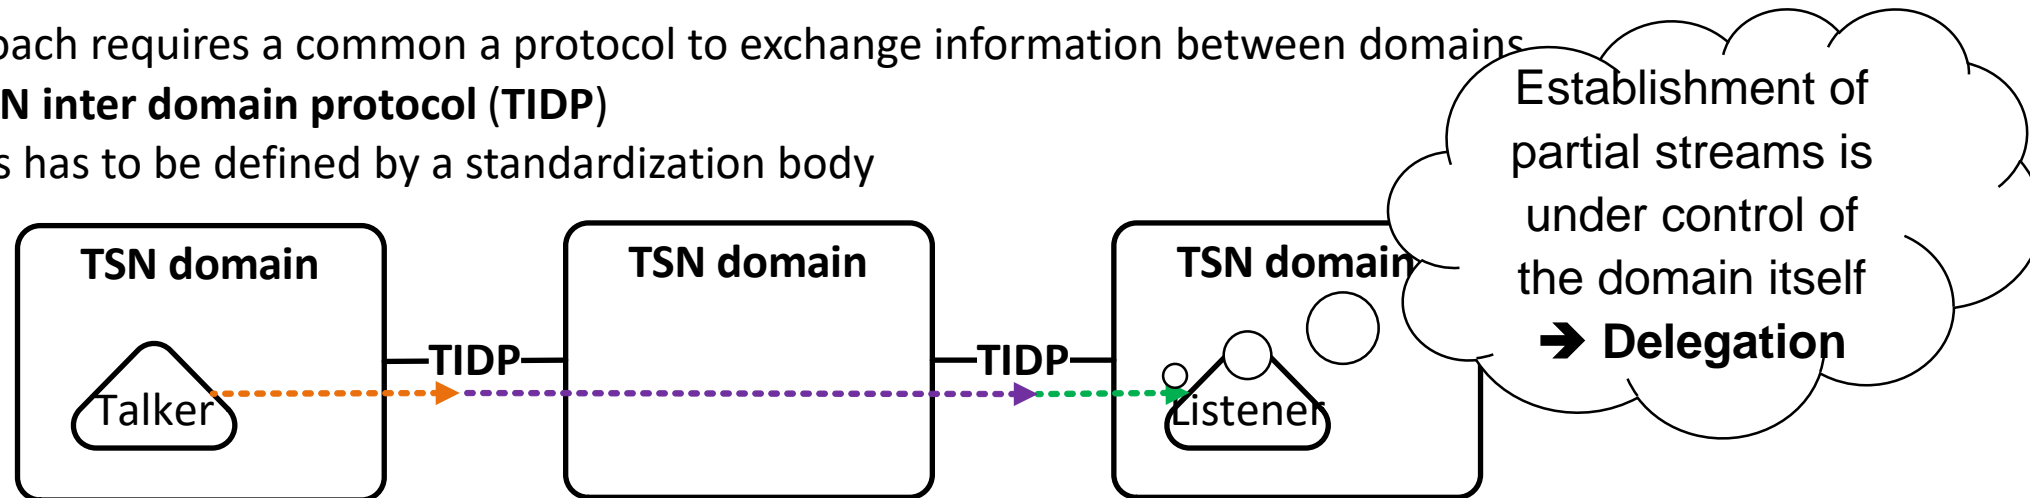 oach requires a common a protocol to exchange information between domains
N inter domain protocol (TIDP)
s has to be defined by a standardization body
Establishment of
partial streams is
under control of
the domain itself
➔ Delegation
TSN domain
TSN domain
TSN domain
TIDP
TIDP
Talker
Listener